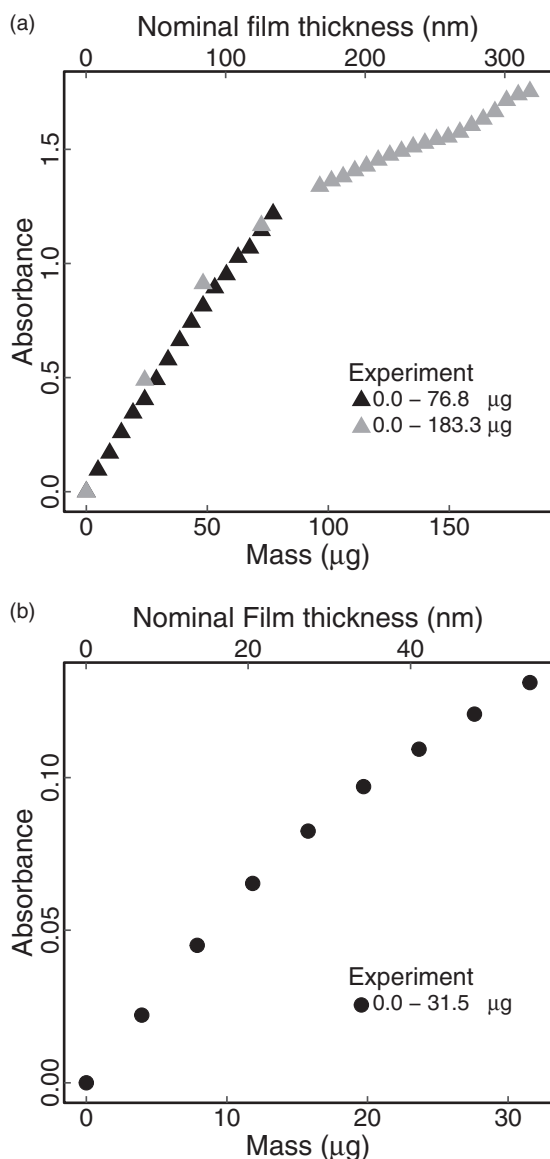 (a)
Nominal film thickness (nm)
0 100 200 300
Absorbance
0.0 0.5 1.0 1.5
Experiment
0.0 – 76.8 μg
0.0 – 183.3 μg
0 50 100 150
Mass (μg)
(b)
Nominal Film thickness (nm)
0 20 40
Absorbance
0.00 0.05 0.10
Experiment
0.0 – 31.5 μg
0 10 20 30
Mass (μg)